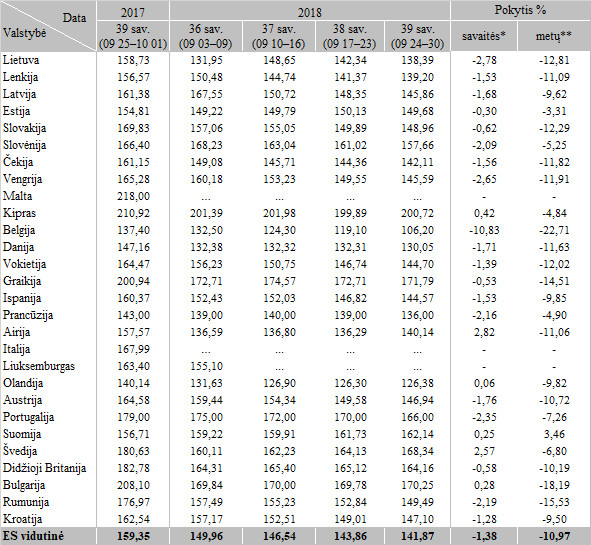 Data 2017 2018 Pokytis %
Valstybė 39 sav. (09 25–10 01) 36 sav. (09 03–09) 37 sav. (09 10–16) 38 sav. (09 17–23) 39 sav. (09 24–30) savaitės* metų**
Lietuva 158,73 131,95 148,65 142,34 138,39 -2,78 -12,81
Lenkija 156,57 150,48 144,74 141,37 139,20 -1,53 -11,09
Latvija 161,38 167,55 150,72 148,35 145,86 -1,68 -9,62
Estija 154,81 149,22 149,79 150,13 149,68 -0,30 -3,31
Slovakija 169,83 157,06 155,05 149,89 148,96 -0,62 -12,29
Slovėnija 166,40 168,23 163,04 161,02 157,66 -2,09 -5,25
Čekija 161,15 149,08 145,71 144,36 142,11 -1,56 -11,82
Vengrija 165,28 160,18 153,23 149,55 145,59 -2,65 -11,91
Malta 218,00 ... ... ... ... - -
Kipras 210,92 201,39 201,98 199,89 200,72 0,42 -4,84
Belgija 137,40 132,50 124,30 119,10 106,20 -10,83 -22,71
Danija 147,16 132,38 132,32 132,31 130,05 -1,71 -11,63
Vokietija 164,47 156,23 150,75 146,74 144,70 -1,39 -12,02
Graikija 200,94 172,71 174,57 172,71 171,79 -0,53 -14,51
Ispanija 160,37 152,43 152,03 146,82 144,57 -1,53 -9,85
Prancūzija 143,00 139,00 140,00 139,00 136,00 -2,16 -4,90
Airija 157,57 136,59 136,80 136,29 140,14 2,82 -11,06
Italija 167,99 ... ... ... ... - -
Liuksemburgas 163,40 155,10 ... ... ... - -
Olandija 140,14 131,63 126,90 126,30 126,38 0,06 -9,82
Austrija 164,58 159,44 154,34 149,58 146,94 -1,76 -10,72
Portugalija 179,00 175,00 172,00 170,00 166,00 -2,35 -7,26
Suomija 156,71 159,22 159,91 161,73 162,14 0,25 3,46
Švedija 180,63 160,11 162,23 164,13 168,34 2,57 -6,80
Didžioji Britanija 182,78 164,31 165,40 165,12 164,16 -0,58 -10,19
Bulgarija 208,10 169,84 170,00 169,78 170,25 0,28 -18,19
Rumunija 176,97 157,49 155,23 152,84 149,49 -2,19 -15,53
Kroatija 162,54 157,17 152,51 149,01 147,10 -1,28 -9,50
ES vidutinė 159,35 149,96 146,54 143,86 141,87 -1,38 -10,97